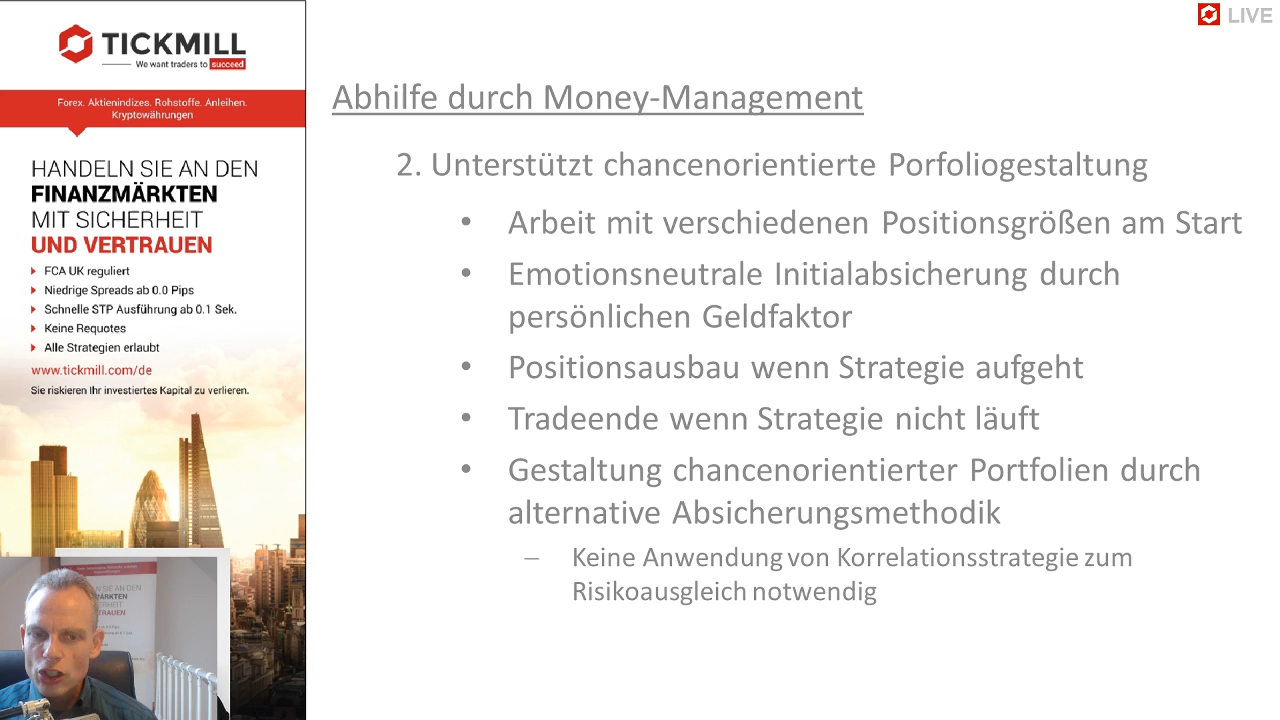 TICKMILL
We want traders to succeed
Forex. Aktienindizes. Rohstoffe. Anleihen.
Kryptowährungen
HANDELN SIE AN DEN
FINANZMÄRKTEN
MIT SICHERHEIT
UND VERTRAUEN
FCA UK reguliert
Niedrige Spreads ab 0.0 Pips
Schnelle STP Ausführung ab 0.1 Sek.
Keine Requotes
Alle Strategien erlaubt
www.tickmill.com/de
Sie riskieren Ihr investiertes Kapital zu verlieren.
LIVE
Abhilfe durch Money-Management
2. Unterstützt chancenorientierte Porfoliogestaltung
• Arbeit mit verschiedenen Positionsgrößen am Start
• Emotionsneutrale Initialabsicherung durch
persönlichen Geldfaktor
• Positionsausbau wenn Strategie aufgeht
• Tradeende wenn Strategie nicht läuft
• Gestaltung chancenorientierter Portfolien durch
alternative Absicherungsmethodik
– Keine Anwendung von Korrelationsstrategie zum
Risikoausgleich notwendig